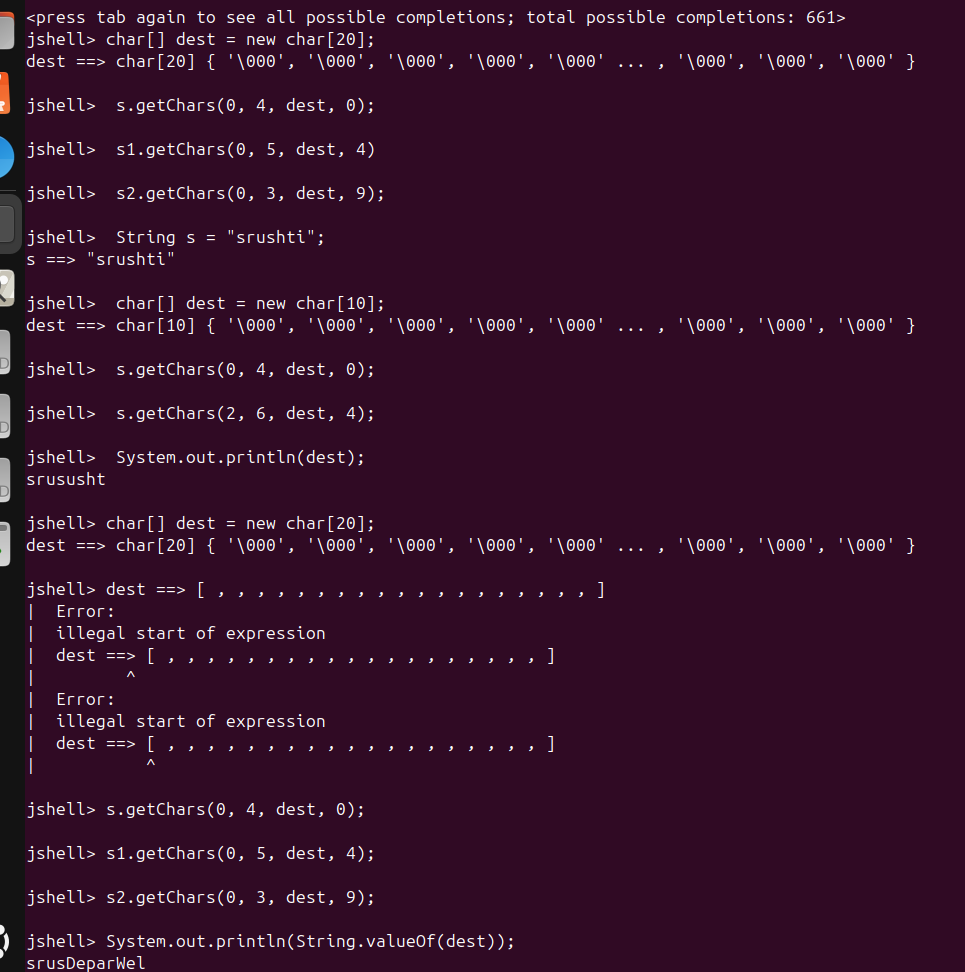 <press tab again to see all possible completions; total possible completions: 661>
jshell> char[] dest = new char[20];
dest ==> char[20] { '\000', '\000', '\000', '\000', '\000' ... , '\000', '\000', '\000' }
jshell>  s.getChars(0, 4, dest, 0);
jshell>  s1.getChars(0, 5, dest, 4)
jshell>  s2.getChars(0, 3, dest, 9);
jshell>  String s = "srushti";
s ==> "srushti"
jshell>  char[] dest = new char[10];
dest ==> char[10] { '\000', '\000', '\000', '\000', '\000' ... , '\000', '\000', '\000' }
jshell>  s.getChars(0, 4, dest, 0);
jshell>  s.getChars(2, 6, dest, 4);
jshell>  System.out.println(dest);
srususht
jshell> char[] dest = new char[20];
dest ==> char[20] { '\000', '\000', '\000', '\000', '\000' ... , '\000', '\000', '\000' }
jshell> dest ==> [ , , , , , , , , , , , , , , , , , , , ]
|  Error:
|  illegal start of expression
|  dest ==> [ , , , , , , , , , , , , , , , , , , , ]
|         ^
|  Error:
|  illegal start of expression
|  dest ==> [ , , , , , , , , , , , , , , , , , , , ]
|           ^
jshell> s.getChars(0, 4, dest, 0);
jshell> s1.getChars(0, 5, dest, 4);
jshell> s2.getChars(0, 3, dest, 9);
jshell> System.out.println(String.valueOf(dest));
srusDeparWel